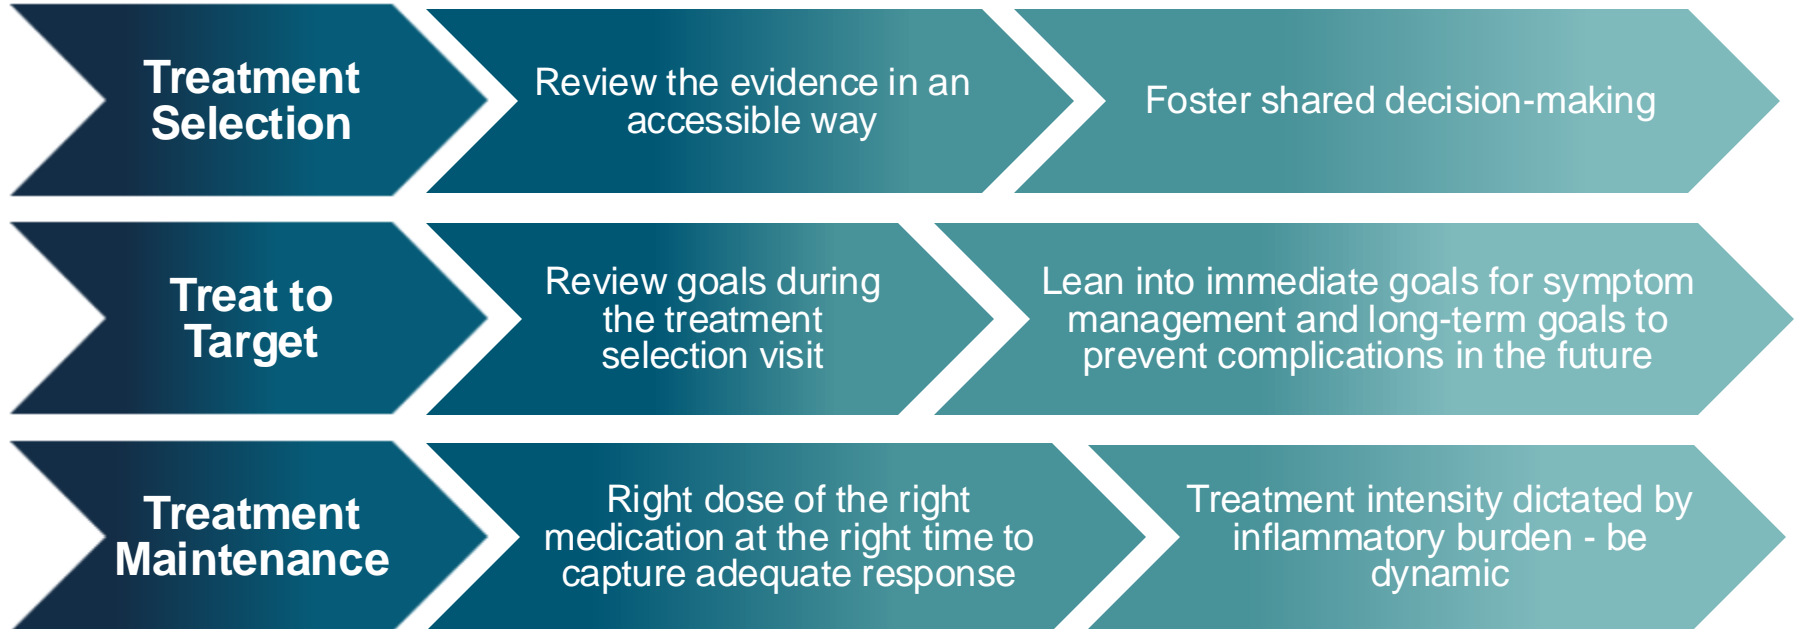 Treatment
Selection
Review the evidence in an
accessible way
Foster shared decision-making
Treat to
Target
Review goals during
the treatment
selection visit
Lean into immediate goals for symptom
management and long-term goals to
prevent complications in the future
Treatment
Maintenance
Right dose of the right
medication at the right time to
capture adequate response
Treatment intensity dictated by
inflammatory burden - be
dynamic